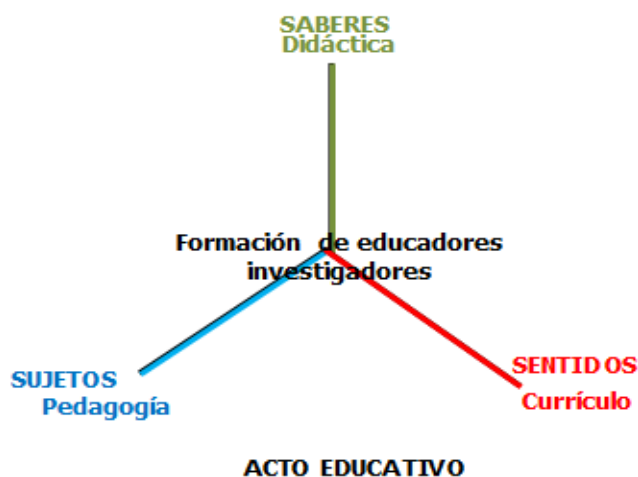 SABERES
Didáctica
Formación de educadores
investigadores
SUJETOS
Pedagogía
SENTIDOS
Currículo
ACTO EDUCATIVO